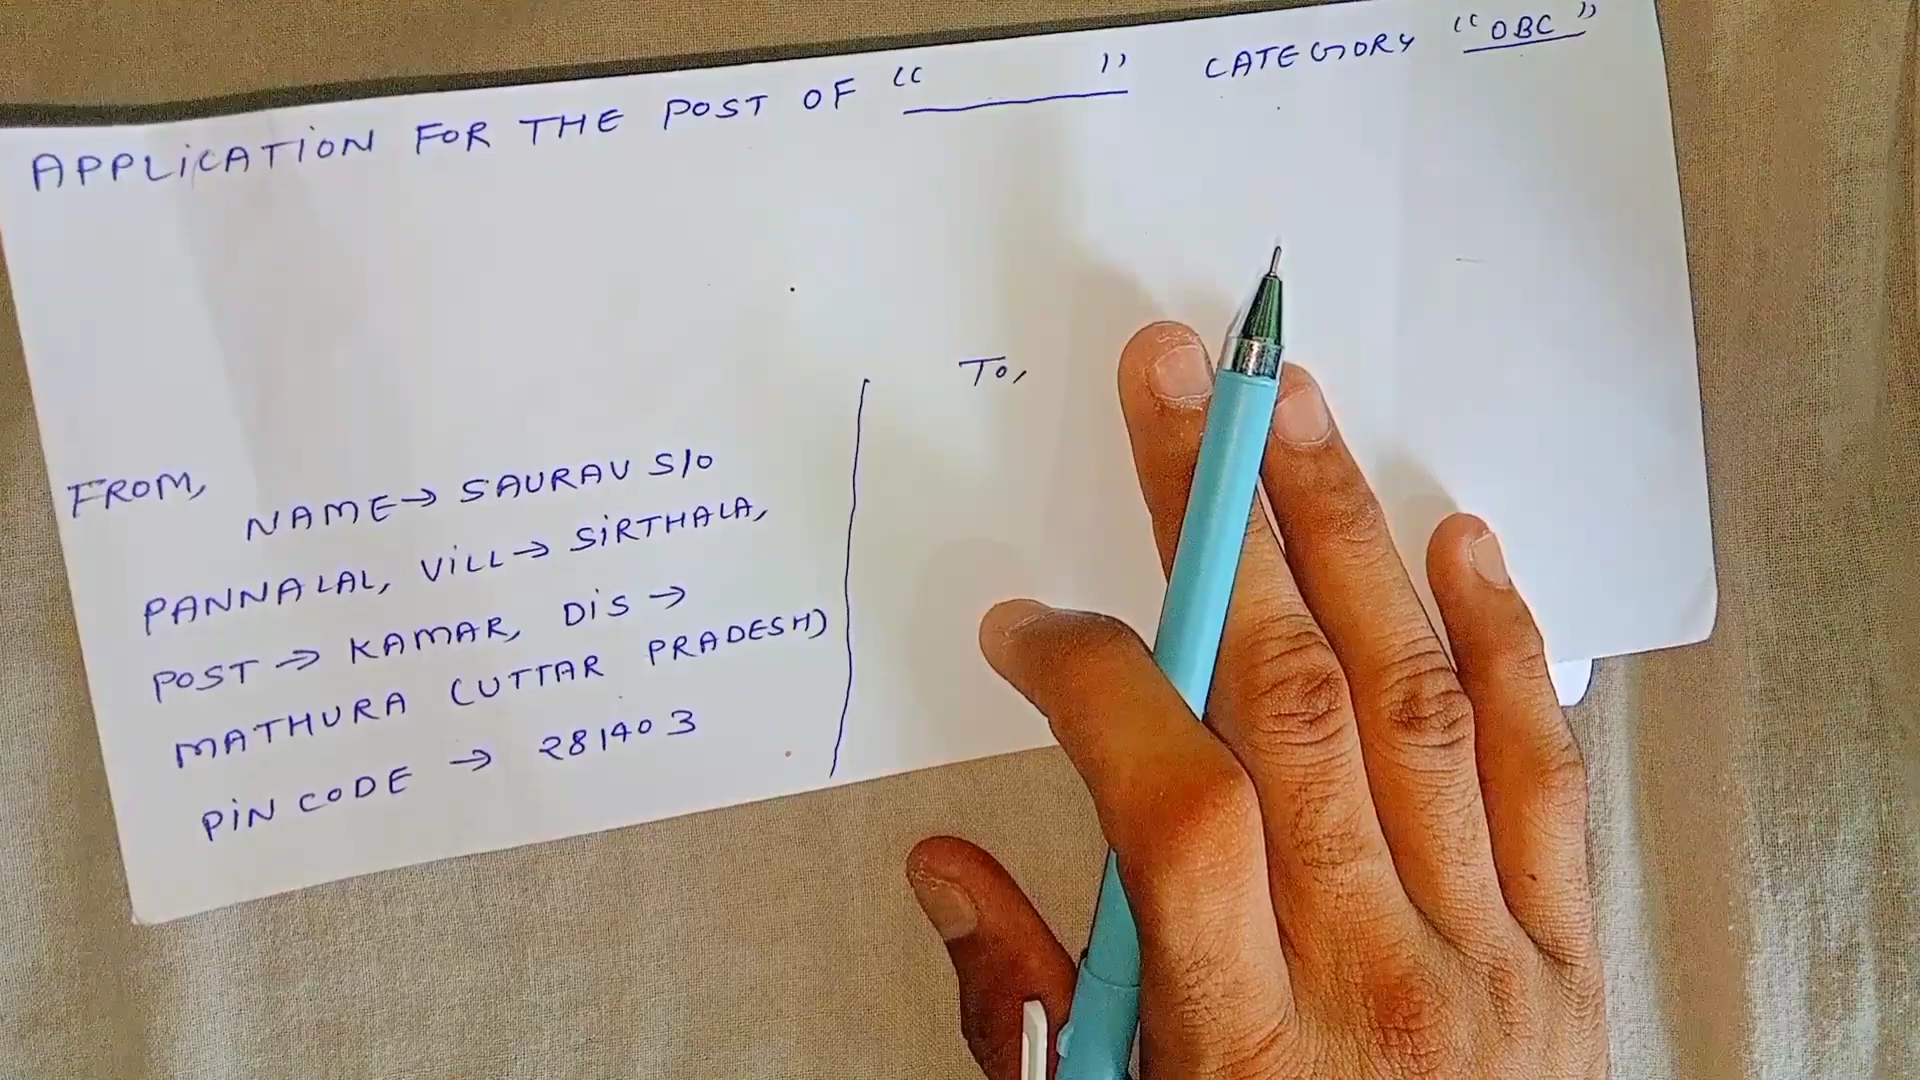 APPLICATION FOR THE POST OF " " CATEGORY "OBC"
To,
FROM,
NAME→ SAURAV S/O
PANNALAL, VILL→ SIRTHALA,
POST→ KAMAR, DIS→
MATHURA (UTTAR PRADESH)
PIN CODE → 281403